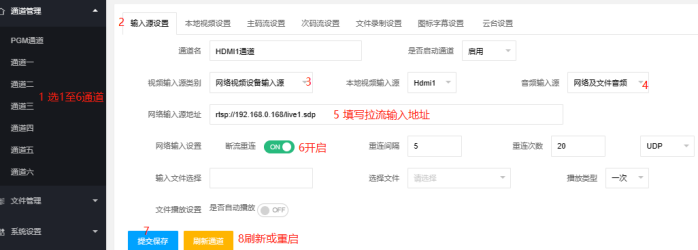 通道管理
PGM通道
通道一
通道二
通道三
通道四
通道五
通道六
文件管理
系统设置
1 选1至6通道
2 输入源设置 本地视频设置 主码流设置 次码流设置 文件录制设置 图标字幕设置 云台设置
通道名 HDMI1通道 是否启动通道 启用
视频输入源类别 网络视频设备输入源 3 本地视频输入源 Hdmi1 音频输入源 网络及文件音频 4
网络输入源地址 rtsp://192.168.0.168/live1.sdp 5 填写拉流输入地址
网络输入设置 断流重连 ON 6开启 重连间隔 5 重连次数 20 UDP
输入文件选择 选择文件 请选择 播放类型 一次
文件播放设置 是否自动播放 OFF
7 8刷新或重启
提交保存 刷新通道